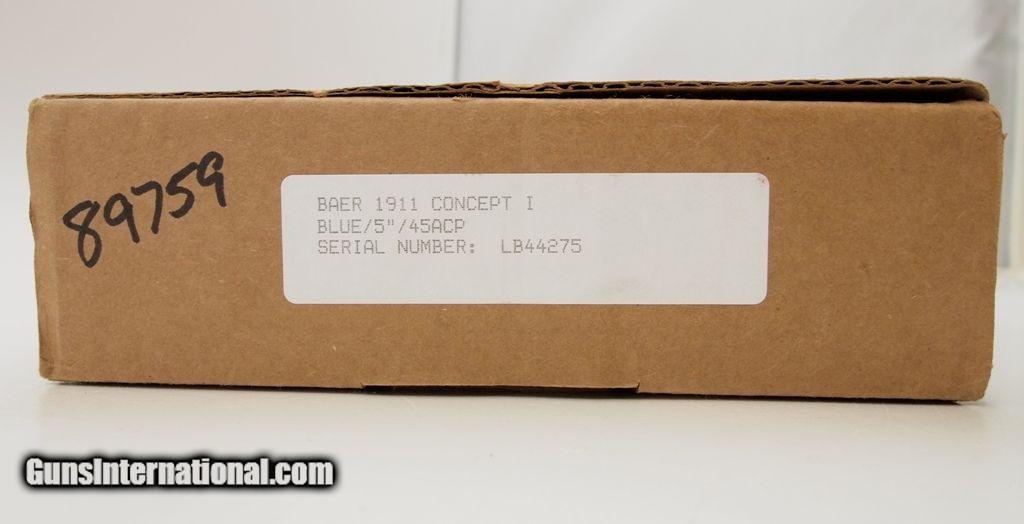 89759
BAER 1911 CONCEPT I
BLUE/5"/45ACP
SERIAL NUMBER: LB44275
GunsInternational.com